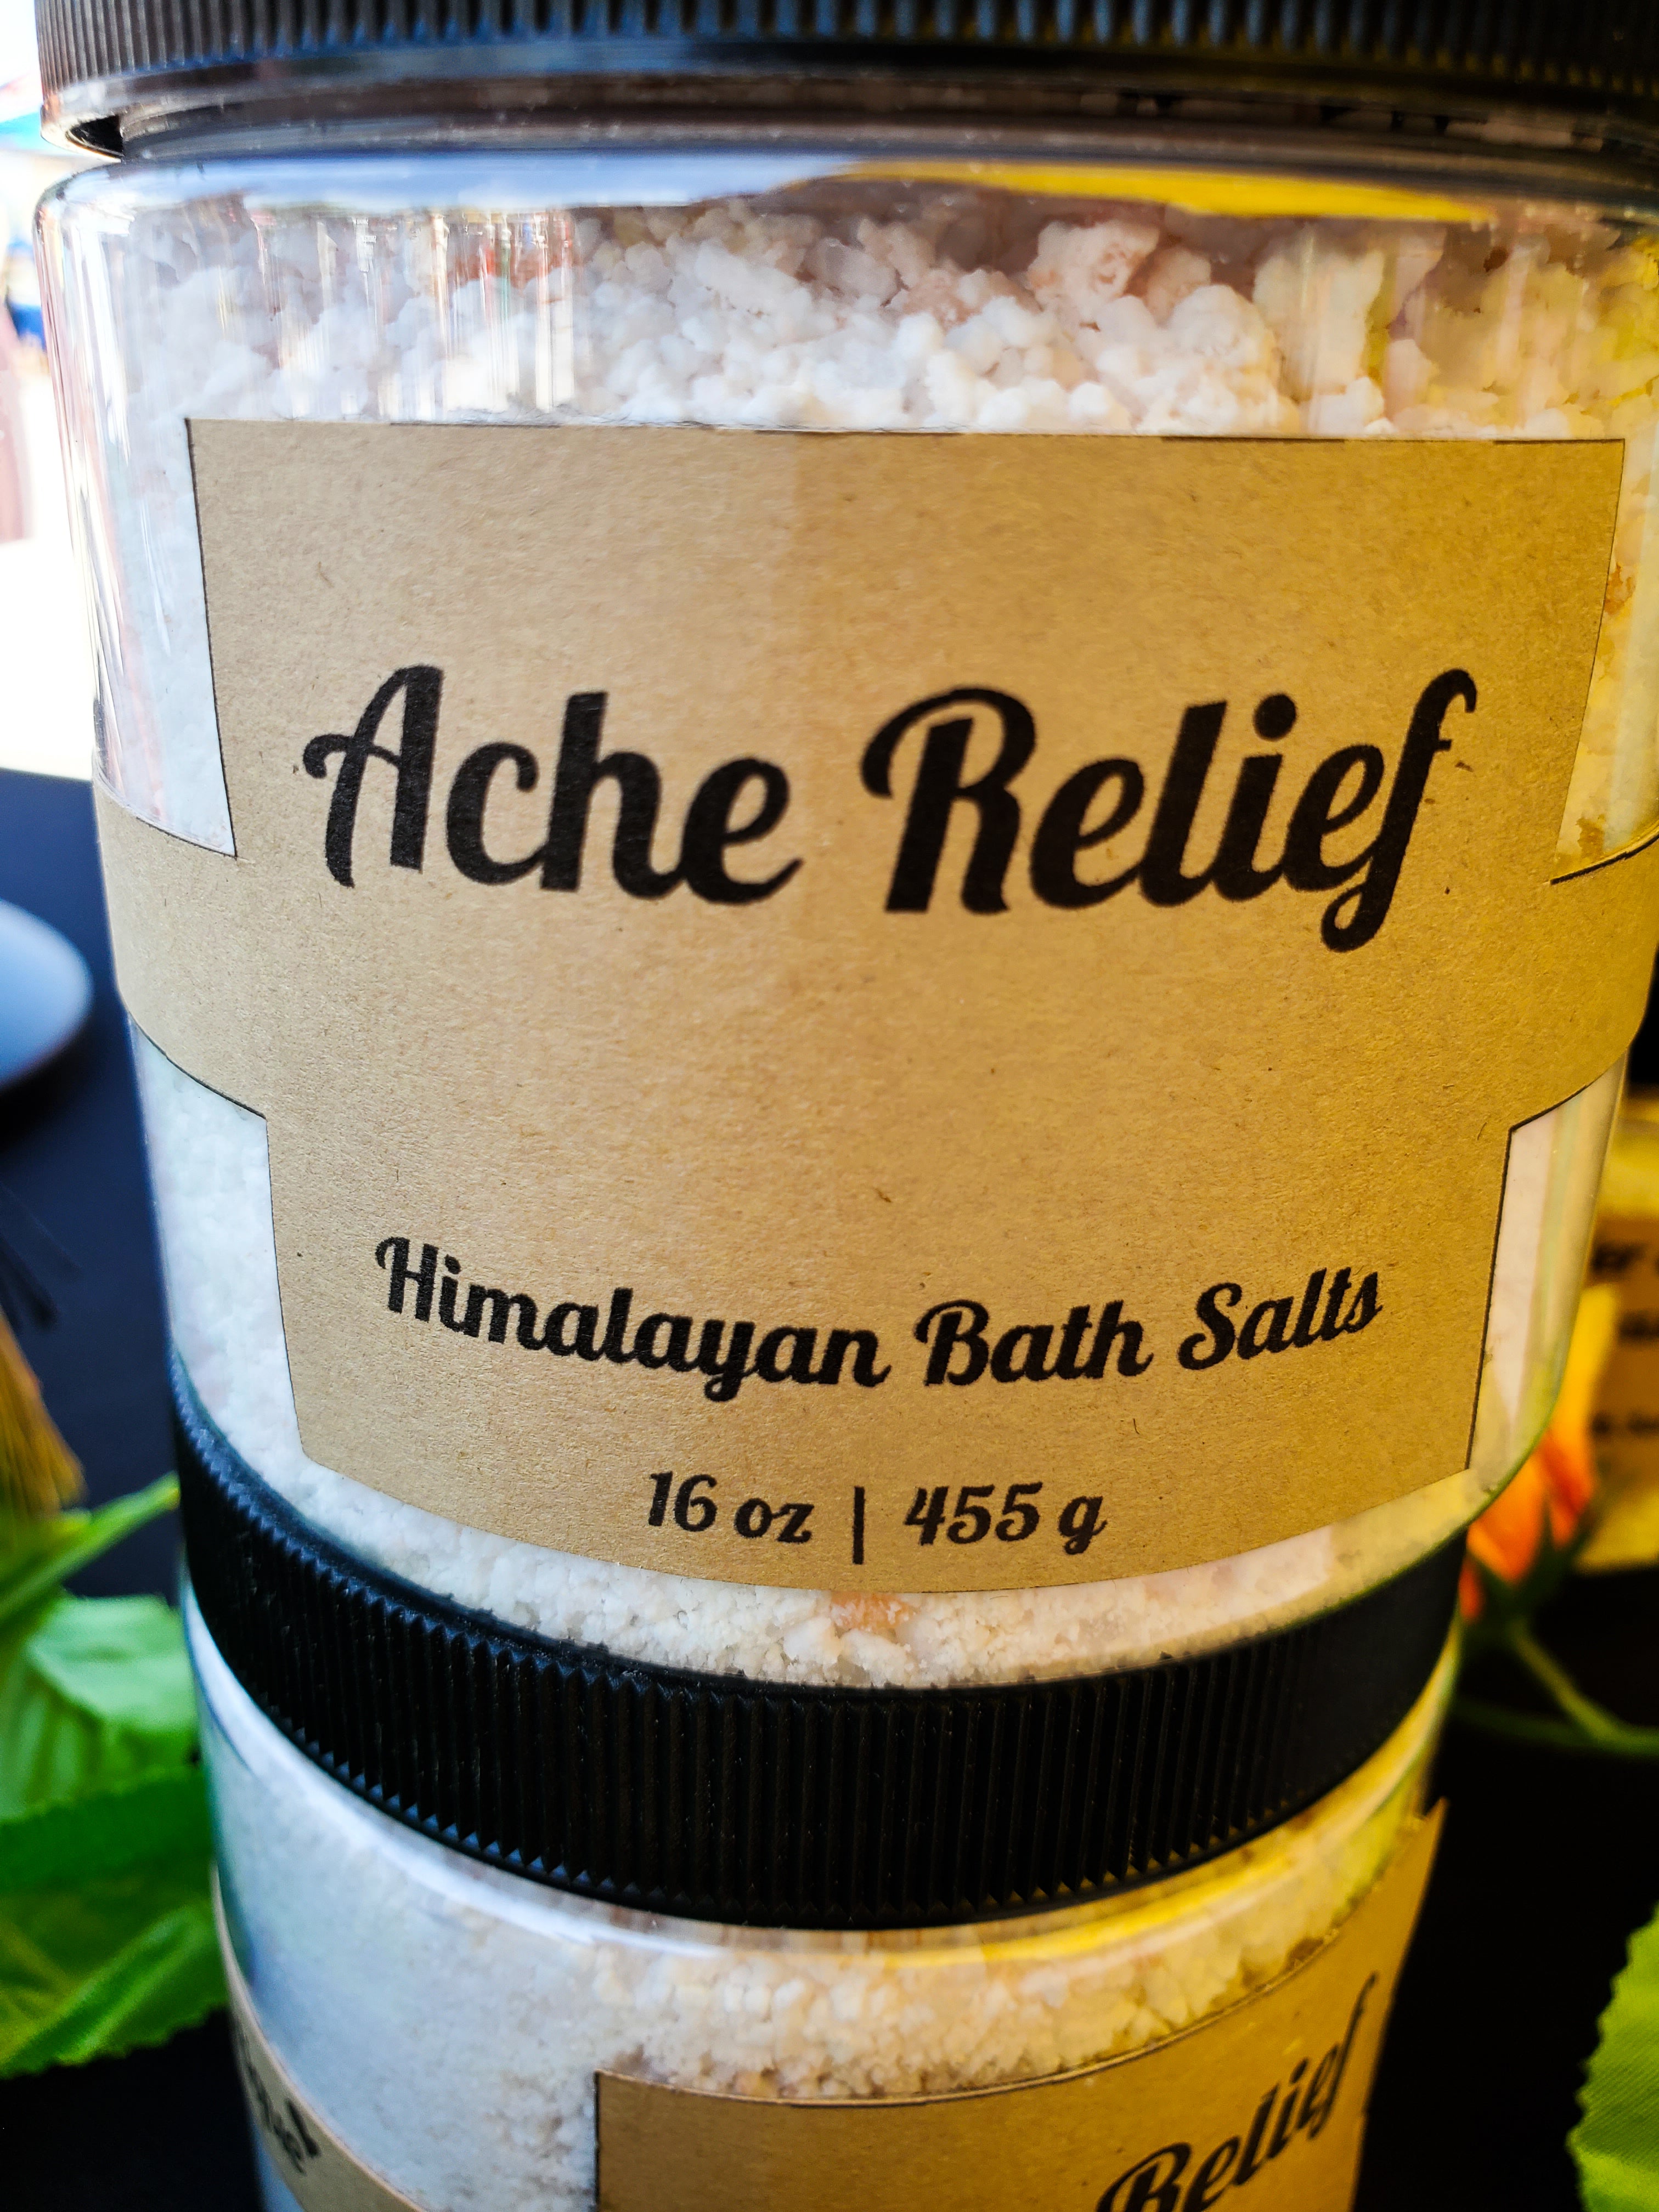 Ache Relief
Himalayan Bath Salts
16 oz | 455 g
Relief